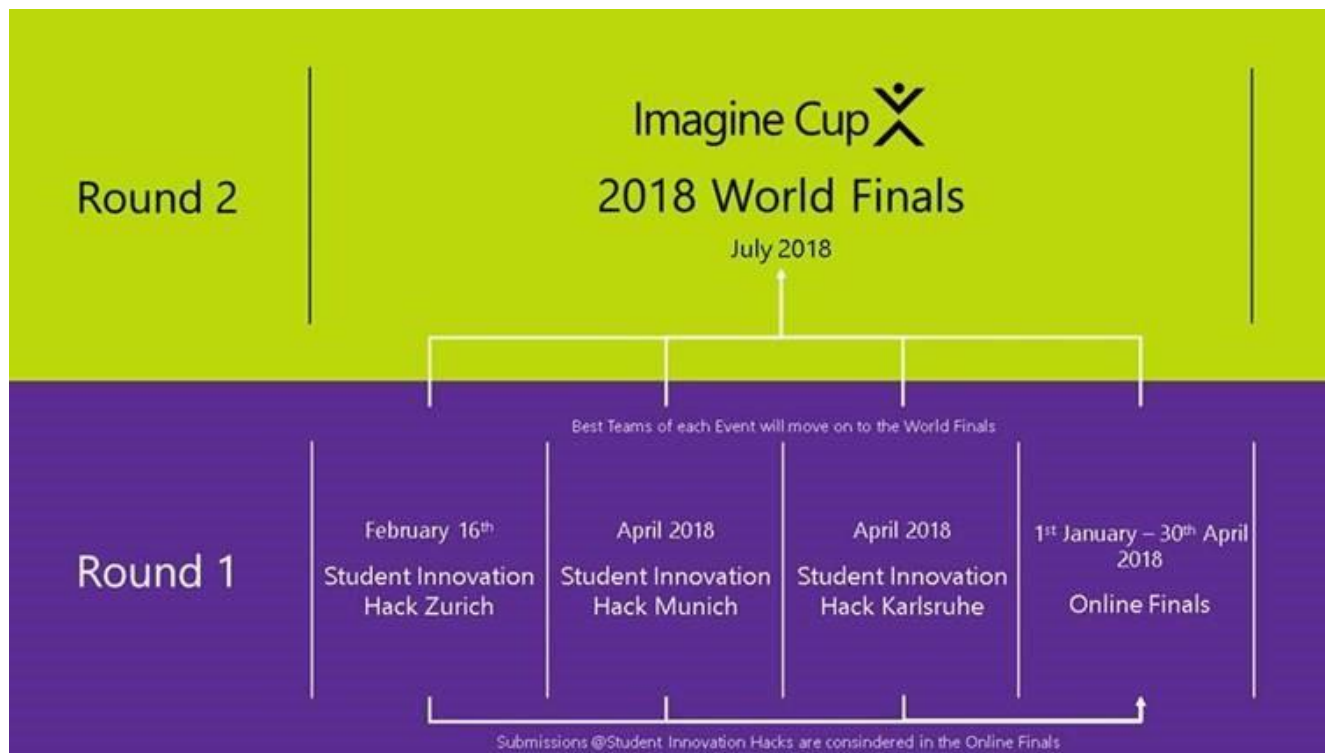 Imagine Cup
Round 2
2018 World Finals
July 2018
Best Teams of each Event will move on to the World Finals
Round 1
February 16th
Student Innovation
Hack Zurich
April 2018
Student Innovation
Hack Munich
April 2018
Student Innovation
Hack Karlsruhe
1st January – 30th April
2018
Online Finals
Submissions @Student Innovation Hacks are consindered in the Online Finals